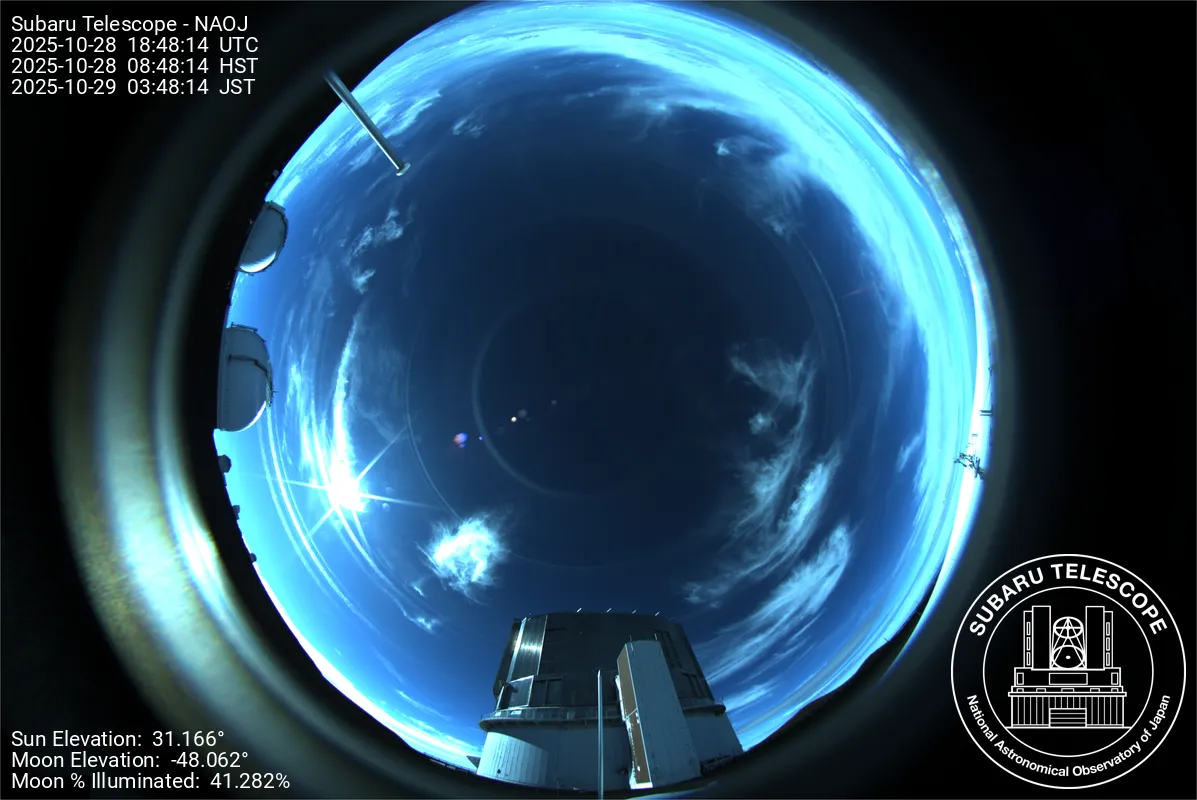 Subaru Telescope - NAOJ
2025-10-28 18:48:14 UTC
2025-10-28 08:48:14 HST
2025-10-29 03:48:14 JST
SUBARU TELESCOPE
National Astronomical Observatory of Japan
Sun Elevation: 31.166°
Moon Elevation: -48.062°
Moon % Illuminated: 41.282%